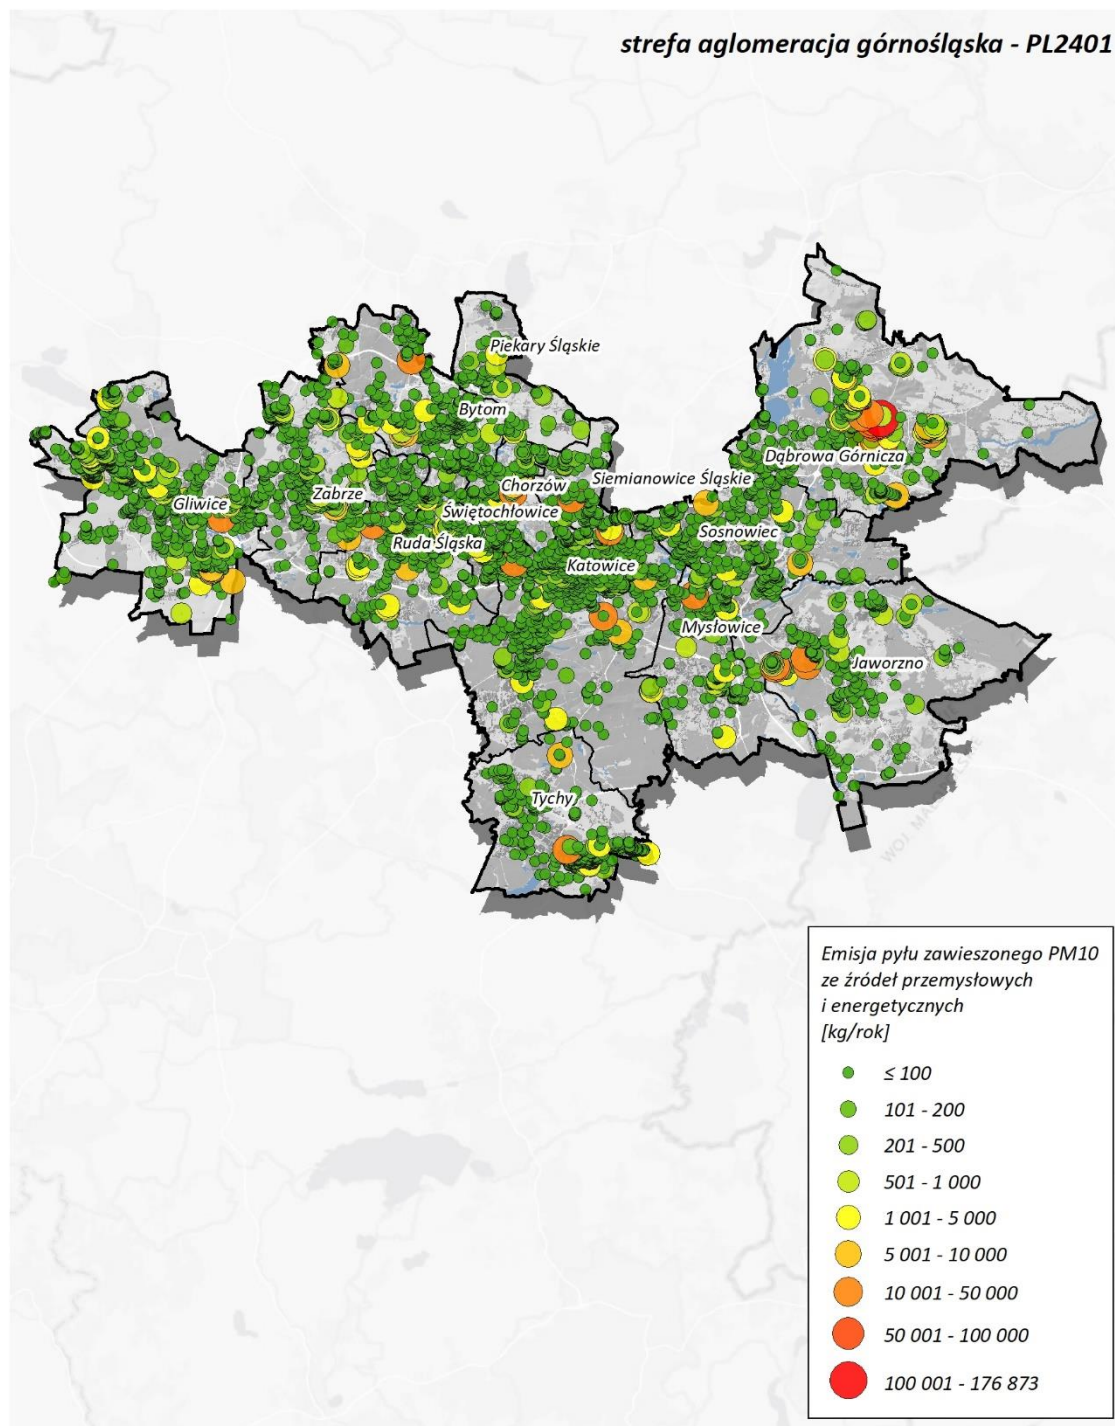 strefa aglomeracja górnośląska - PL2401
Piekary Śląskie
Bytom
Dąbrowa Górnicza
Siemianowice Śląskie
Chorzów
Zabrze
Gliwice
Świętochłowice
Sosnowiec
Ruda Śląska
Katowice
Mysłowice
Jaworzno
Tychy
Emisja pyłu zawieszonego PM10
ze źródeł przemysłowych
i energetycznych
[kg/rok]
≤ 100
101 - 200
201 - 500
501 - 1 000
1 001 - 5 000
5 001 - 10 000
10 001 - 50 000
50 001 - 100 000
100 001 - 176 873